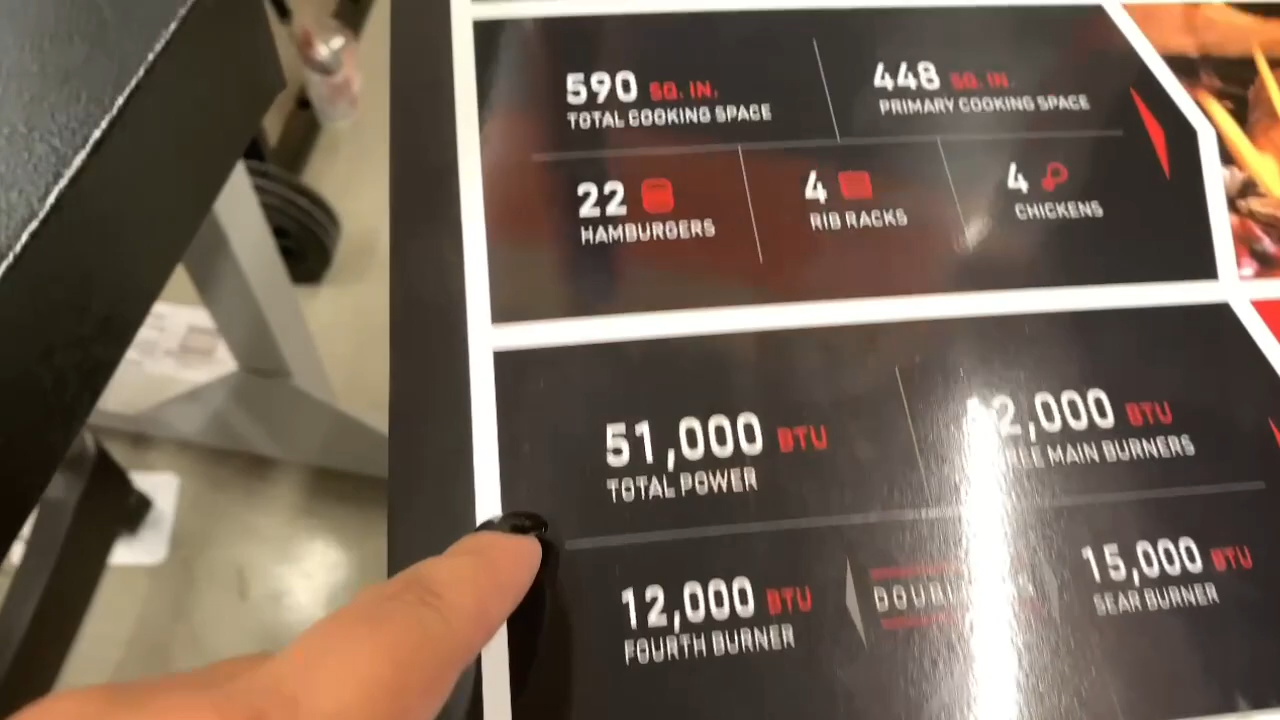 590 SQ. IN.
TOTAL COOKING SPACE
448 SQ. IN.
PRIMARY COOKING SPACE
22
HAMBURGERS
4
RIB RACKS
4
CHICKENS
51,000 BTU
TOTAL POWER
BTU
MAIN BURNERS
12,000 BTU
FOURTH BURNER
15,000 BTU
SEAR BURNER